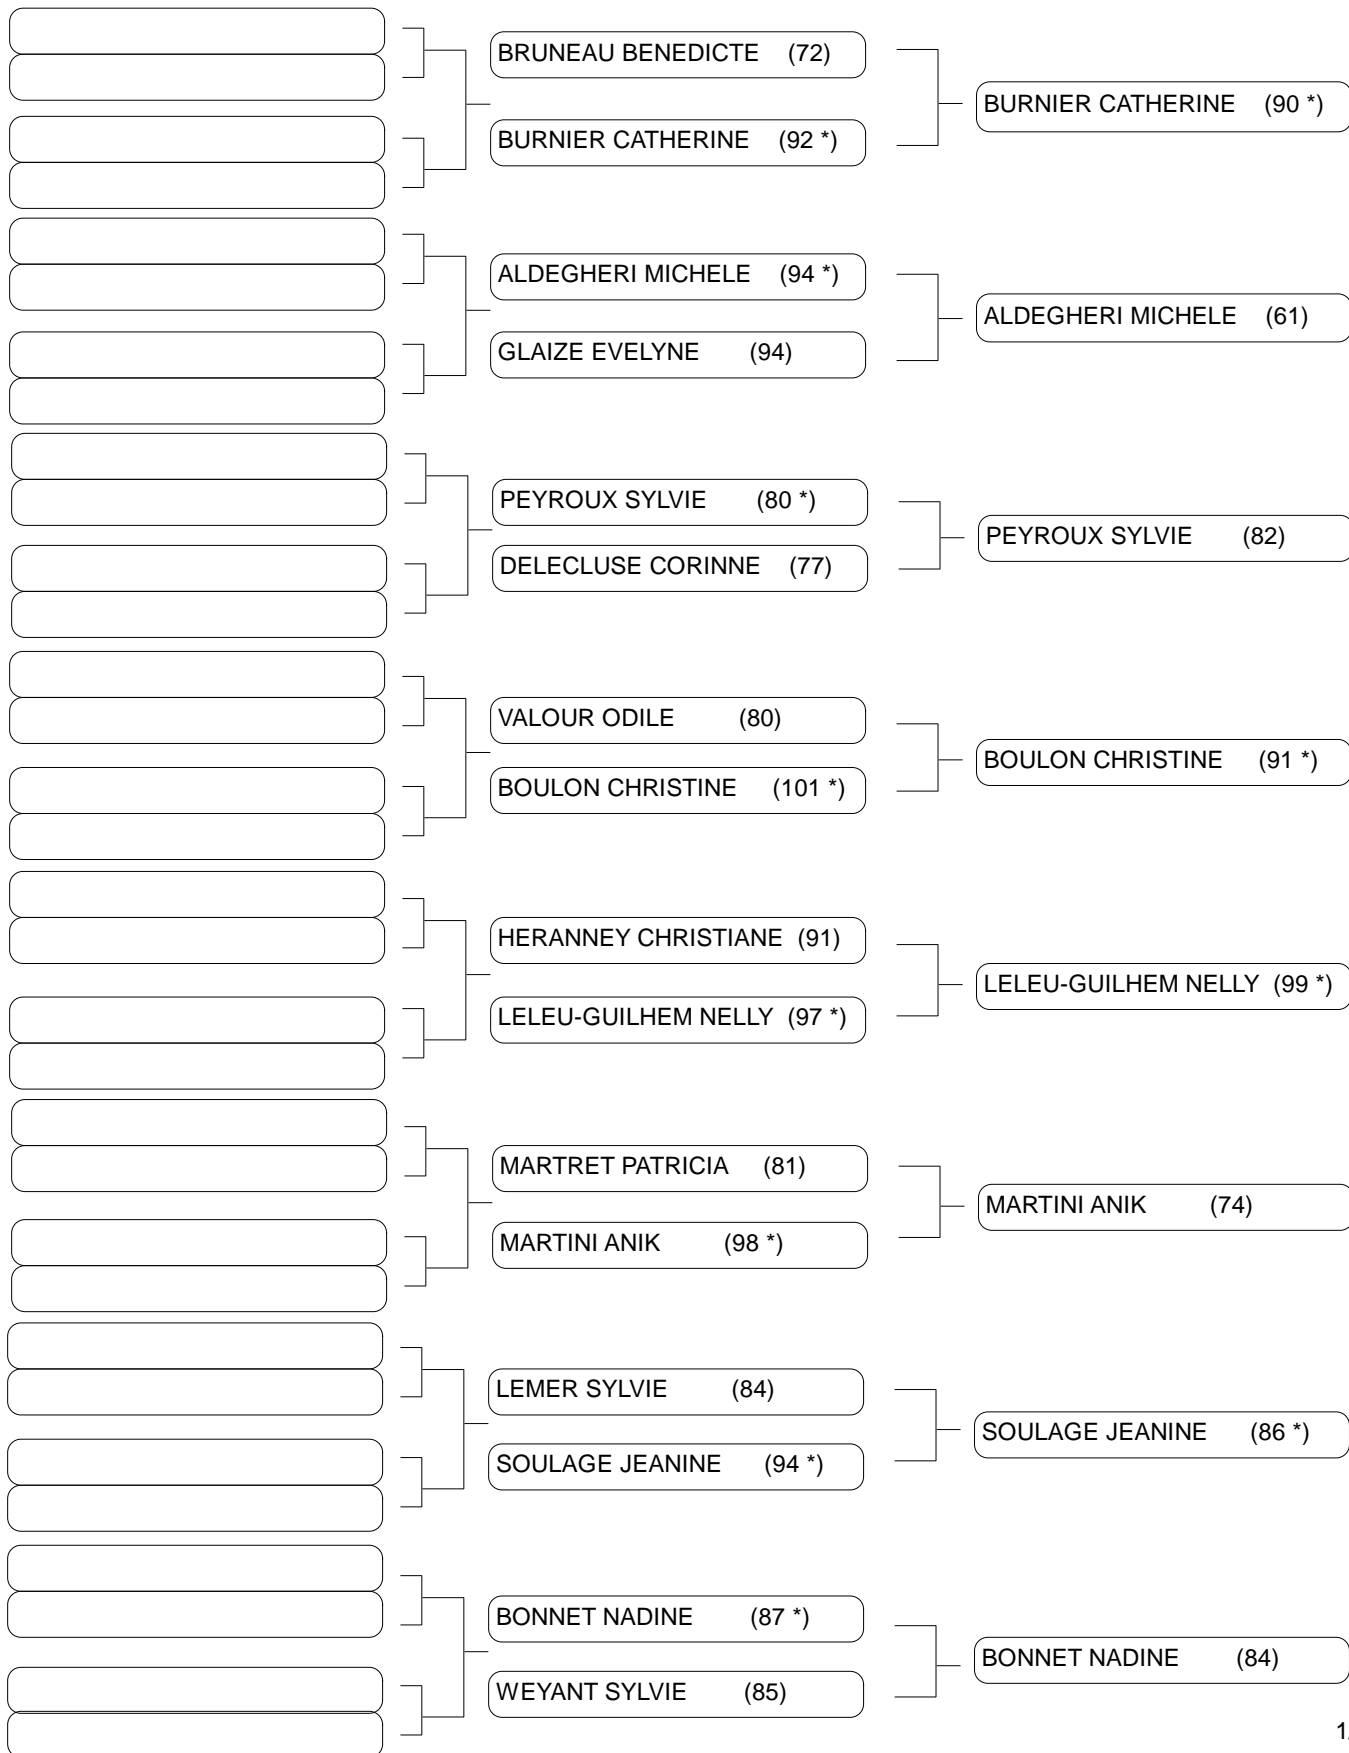 BRUNEAU BENEDICTE (72)
BURNIER CATHERINE (92 *)
BURNIER CATHERINE (90 *)
ALDEGHERI MICHELE (94 *)
GLAIZE EVELYNE (94)
ALDEGHERI MICHELE (61)
PEYROUX SYLVIE (80 *)
DELECLUSE CORINNE (77)
PEYROUX SYLVIE (82)
VALOUR ODILE (80)
BOULON CHRISTINE (101 *)
BOULON CHRISTINE (91 *)
HERANNEY CHRISTIANE (91)
LELEU-GUILHEM NELLY (97 *)
LELEU-GUILHEM NELLY (99 *)
MARTRET PATRICIA (81)
MARTINI ANIK (98 *)
MARTINI ANIK (74)
LEMER SYLVIE (84)
SOULAGE JEANINE (94 *)
SOULAGE JEANINE (86 *)
BONNET NADINE (87 *)
WEYANT SYLVIE (85)
BONNET NADINE (84)